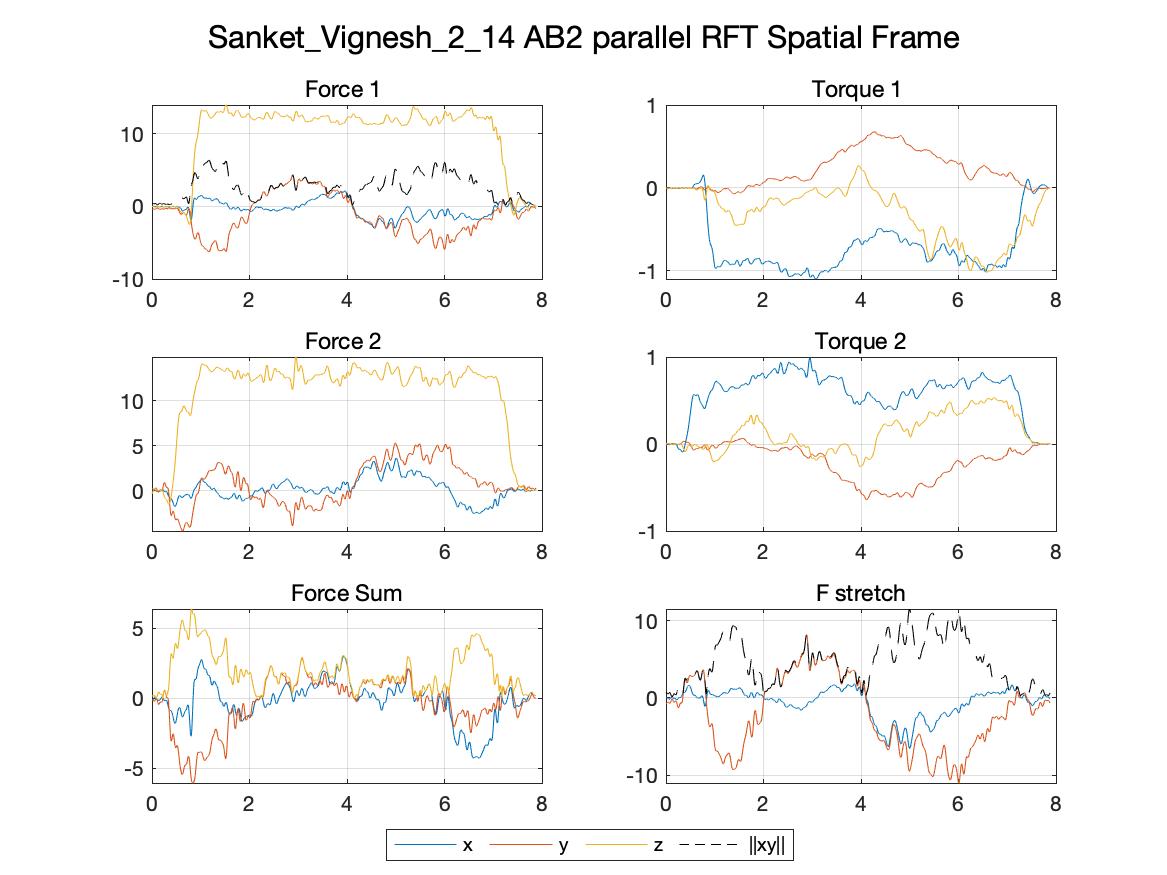 Sanket_Vignesh_2_14 AB2 parallel RFT Spatial Frame
Force 1
10
0
-10
0 2 4 6 8
Torque 1
1
0
-1
0 2 4 6 8
Force 2
10
5
0
0 2 4 6 8
Torque 2
1
0
-1
0 2 4 6 8
Force Sum
5
0
-5
0 2 4 6 8
F stretch
10
0
-10
0 2 4 6 8
x y z ||xy||